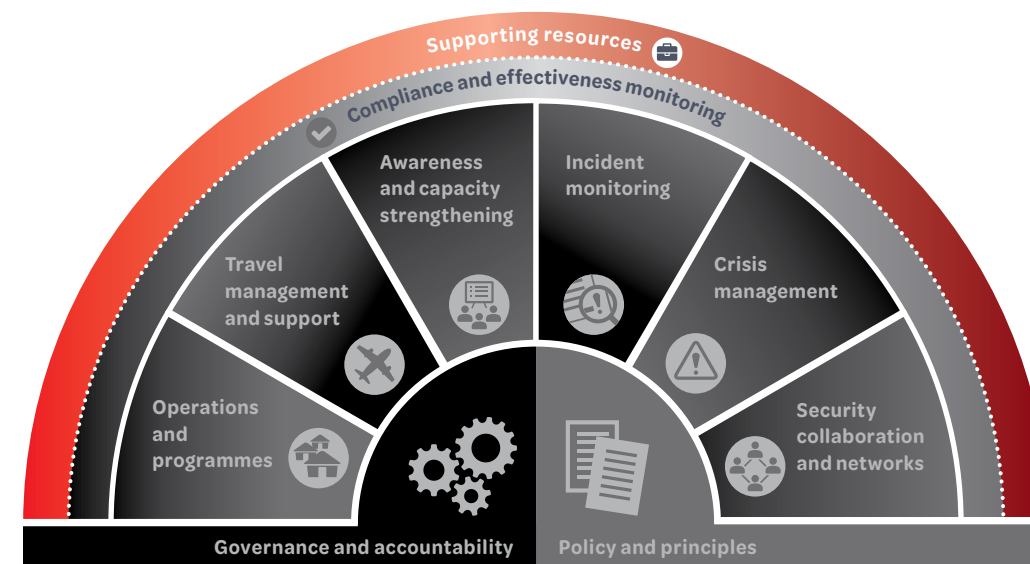 Supporting resources
Compliance and effectiveness monitoring
Awareness
and capacity
strengthening
Incident
monitoring
Travel
management
and support
Crisis
management
Operations
and
programmes
Security
collaboration
and networks
Governance and accountability
Policy and principles